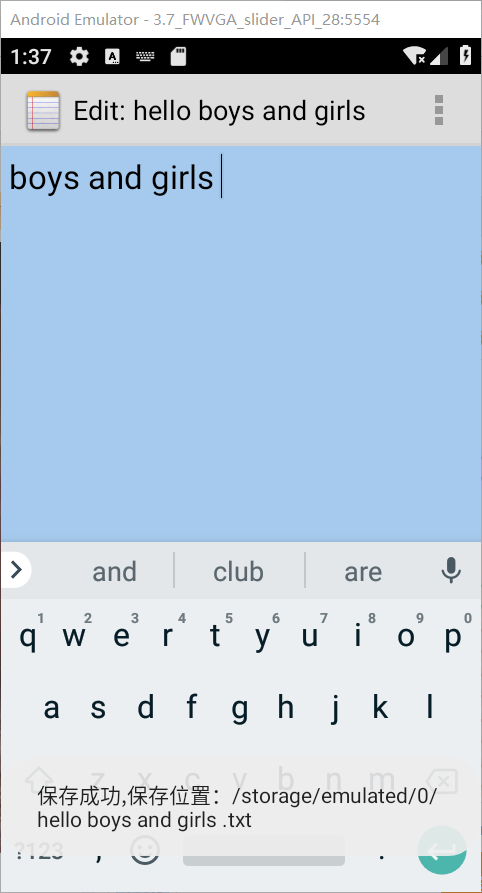 Android Emulator - 3.7_FWVGA_slider_API_28:5554
1:37
A
Edit: hello boys and girls
boys and girls
and club are
1 2 3 4 5 6 7 8 9 0
q w e r t y u i o p
a s d f g h j k l
z x c v b n m
保存成功,保存位置：/storage/emulated/0/
hello boys and girls .txt
?123 , .